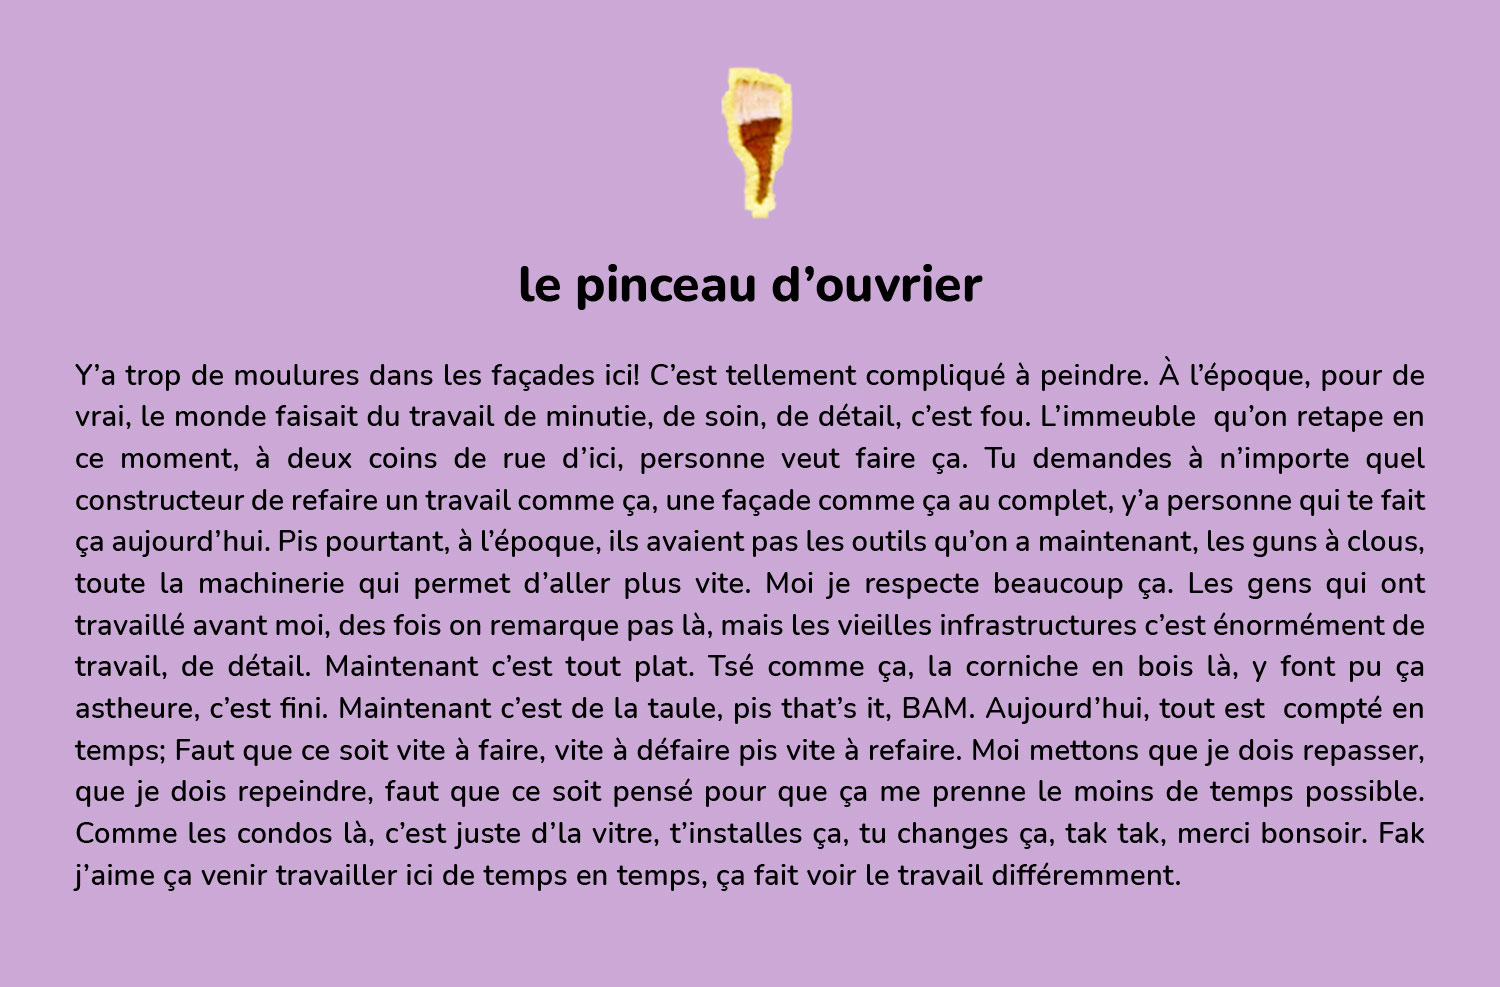 le pinceau d’ouvrier
Y’a trop de moulures dans les façades ici! C’est tellement compliqué à peindre. À l’époque, pour de
vrai, le monde faisait du travail de minutie, de soin, de détail, c’est fou. L’immeuble  qu’on retape en
ce moment, à deux coins de rue d’ici, personne veut faire ça. Tu demandes à n’importe quel
constructeur de refaire un travail comme ça, une façade comme ça au complet, y’a personne qui te fait
ça aujourd’hui. Pis pourtant, à l’époque, ils avaient pas les outils qu’on a maintenant, les guns à clous,
toute la machinerie qui permet d’aller plus vite. Moi je respecte beaucoup ça. Les gens qui ont
travaillé avant moi, des fois on remarque pas là, mais les vieilles infrastructures c’est énormément de
travail, de détail. Maintenant c’est tout plat. Tsé comme ça, la corniche en bois là, y font pu ça
astheure, c’est fini. Maintenant c’est de la taule, pis that’s it, BAM. Aujourd’hui, tout est  compté en
temps; Faut que ce soit vite à faire, vite à défaire pis vite à refaire. Moi mettons que je dois repasser,
que je dois repeindre, faut que ce soit pensé pour que ça me prenne le moins de temps possible.
Comme les condos là, c’est juste d’la vitre, t’installes ça, tu changes ça, tak tak, merci bonsoir. Fak
j’aime ça venir travailler ici de temps en temps, ça fait voir le travail différemment.